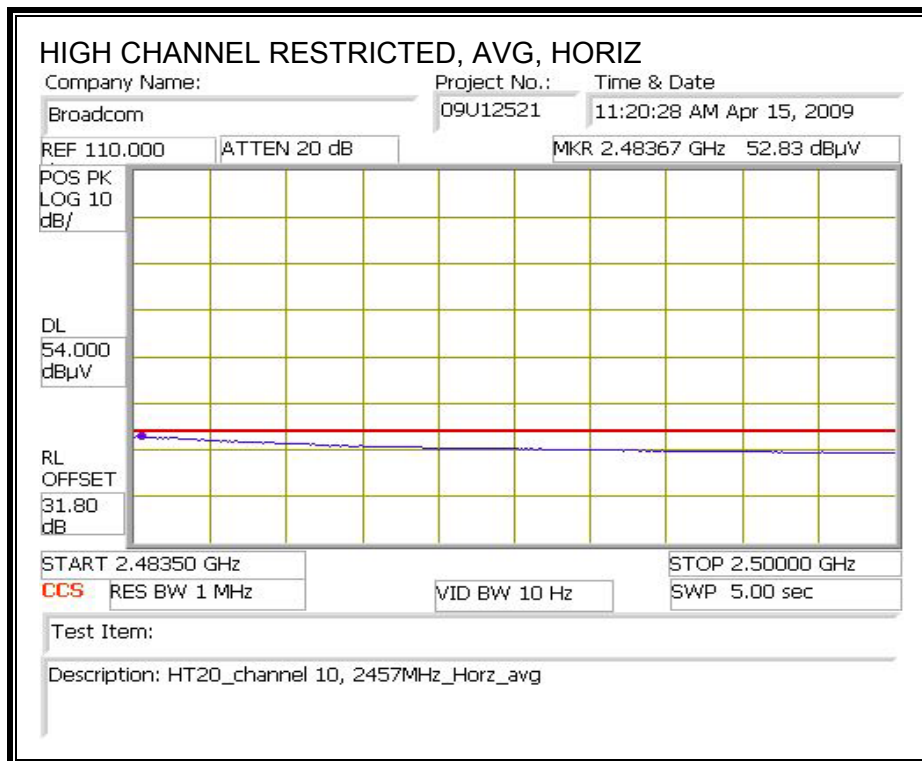 HIGH CHANNEL RESTRICTED, AVG, HORIZ
Company Name: Project No.: Time & Date
Broadcom 09U12521 11:20:28 AM Apr 15, 2009
REF 110.000 ATTEN 20 dB MKR 2.48367 GHz 52.83 dBµV
POS PK
LOG 10
dB/
DL
54.000
dBµV
RL
OFFSET
31.80
dB
START 2.48350 GHz STOP 2.50000 GHz
CCS RES BW 1 MHz VID BW 10 Hz SWP 5.00 sec
Test Item:
Description: HT20_channel 10, 2457MHz_Horz_avg